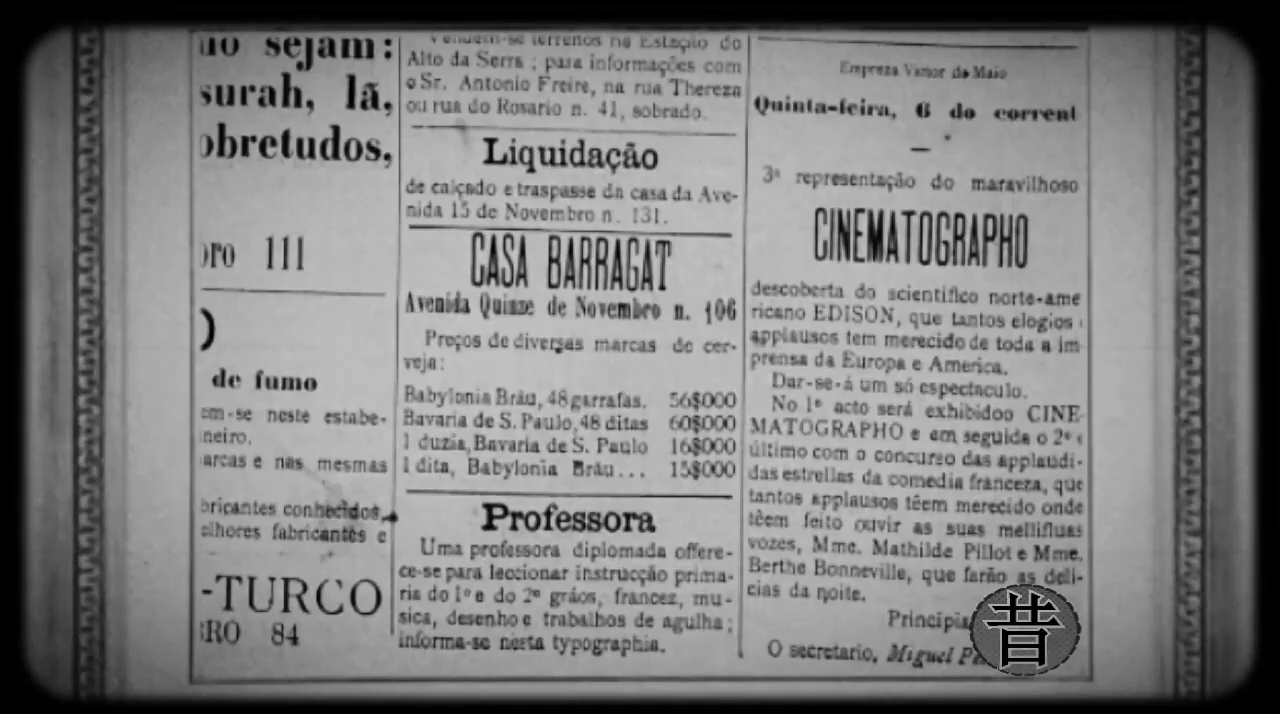 ão sejam:
surah, lã,
obretudos,
111
de fumo
em-se neste estabe-
neiro.
arcas e nas mesmas
bricantes conhecidos,
elhores fabricantes e
-TURCO
RO 84
Vendem-se terrenos na Estação do
Alto da Serra ; para informações com
o Sr. Antonio Freire, na rua Thereza
ou rua do Rosario n. 41, sobrado.
Liquidação
de calçado e traspasse da casa da Ave-
nida 15 de Novembro n. 131.
CASA BARRAGAT
Avenida Quinze de Novembro n. 106
Preços de diversas marcas de cer-
veja:
Babylonia Bräu, 48 garrafas. 56$000
Bavaria de S. Paulo, 48 ditas 60$000
1 duzia, Bavaria de S. Paulo 16$000
1 dita, Babylonia Bräu... 15$000
Professora
Uma professora diplomada offere-
ce-se para leccionar instrucção prima-
ria do 1º e do 2º gráos, francez, mu-
sica, desenho e trabalhos de agulha;
informa-se nesta typographia.
Empreza de Maio
Quinta-feira, 6 do corrent
3ª representação do maravilhoso
CINEMATOGRAPHO
descoberta do scientifico norte-ame
ricano EDISON, que tantos elogios
applausos tem merecido de toda a im
prensa da Europa e America.
Dar-se-á um só espectaculo.
No 1º acto será exhibidoo CINE-
MATOGRAPHO e em seguida o 2º e
último com o concurso das applaudi-
das estrellas da comedia franceza, que
tantos applausos têem merecido onde
têem feito ouvir as suas mellifluas
vozes, Mme. Mathilde Pillot e Mme.
Berthe Bonneville, que farão as deli-
cias da noite.
Principia
O secretario, Miguel
昔